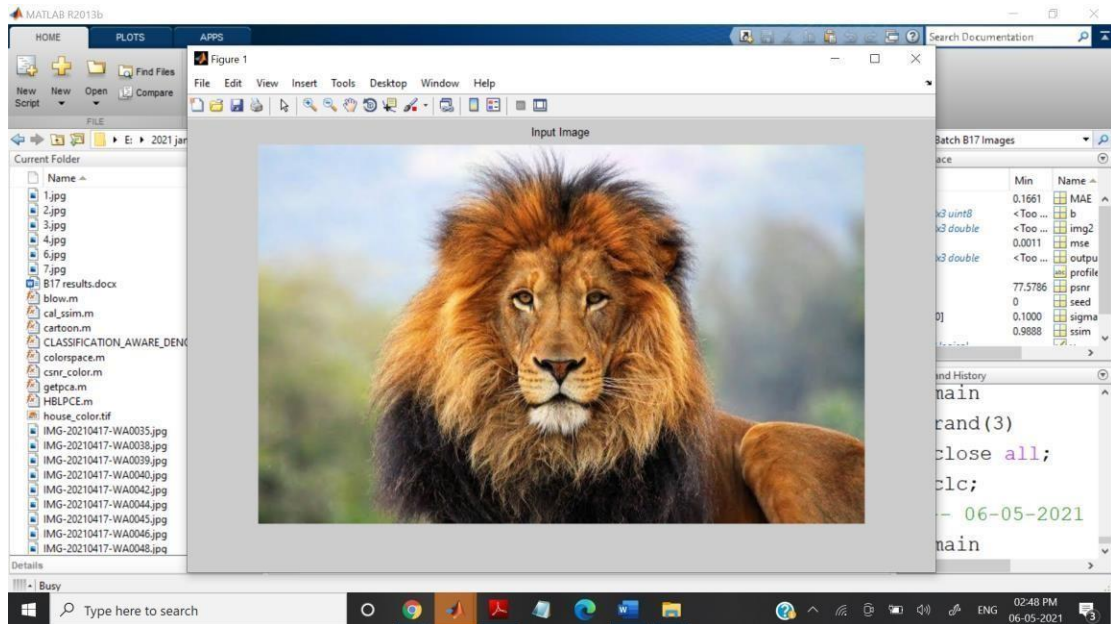 MATLAB R2013b
HOME PLOTS APPS
Search Documentation
New Script
New
Open
Find Files
Compare
FILE
E: 2021 jan
Current Folder
Name
1.jpg
2.jpg
3.jpg
4.jpg
6.jpg
7.jpg
B17 results.docx
blow.m
cal_ssim.m
cartoon.m
CLASSIFICATION_AWARE_DENO
colorspace.m
csnr_color.m
getpca.m
HBLPCE.m
house_color.tif
IMG-20210417-WA0035.jpg
IMG-20210417-WA0038.jpg
IMG-20210417-WA0039.jpg
IMG-20210417-WA0040.jpg
IMG-20210417-WA0042.jpg
IMG-20210417-WA0044.jpg
IMG-20210417-WA0045.jpg
IMG-20210417-WA0046.jpg
IMG-20210417-WA0048.jpg
Details
Busy
Figure 1
File Edit View Insert Tools Desktop Window Help
Input Image
Batch B17 Images
ace
Min Name
0.1661 MAE
x3 uint8 <Too ... b
x3 double <Too ... img2
0.0011 mse
x3 double <Too ... outpu
profile
77.5786 psnr
0 seed
0] 0.1000 sigma
0.9888 ssim
and History
main
rand(3)
close all;
clc;
-- 06-05-2021
main
Type here to search
ENG
02:48 PM
06-05-2021
3